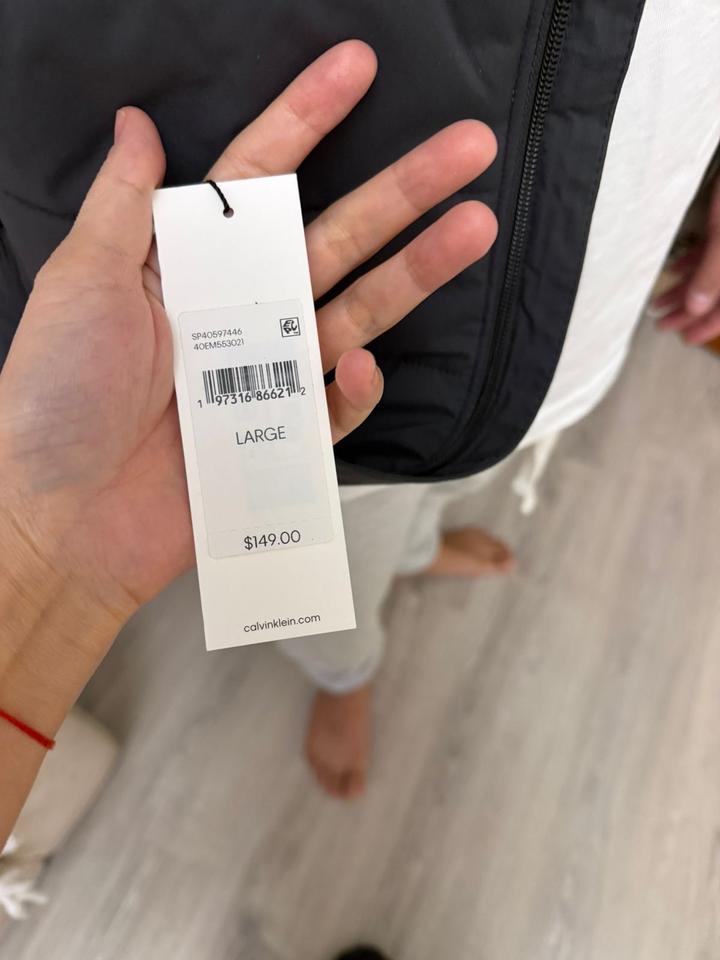 SP40597446
40EM553021
1 97316 86621 2
LARGE
$149.00
calvinklein.com